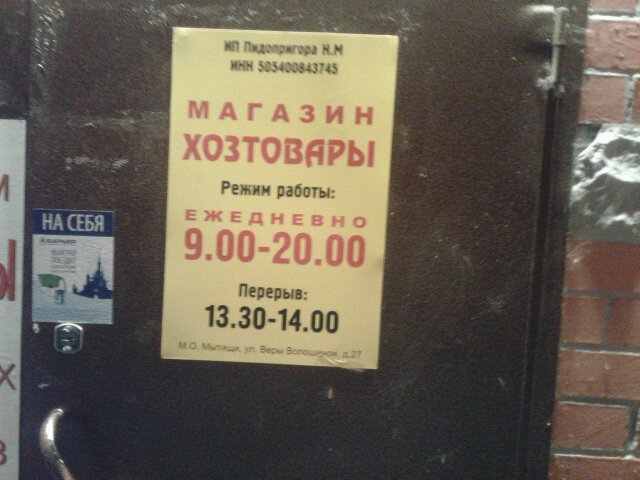 ИП Пидопригора Н.М
ИНН 505400843745
МАГАЗИН
ХОЗТОВАРЫ
Режим работы:
ЕЖЕДНЕВНО
9.00-20.00
Перерыв:
13.30-14.00
М.О. Мытищи, ул. Веры Волошиной, д.27
НА СЕБЯ
БАРЬЕР
И
Ы
Х
В